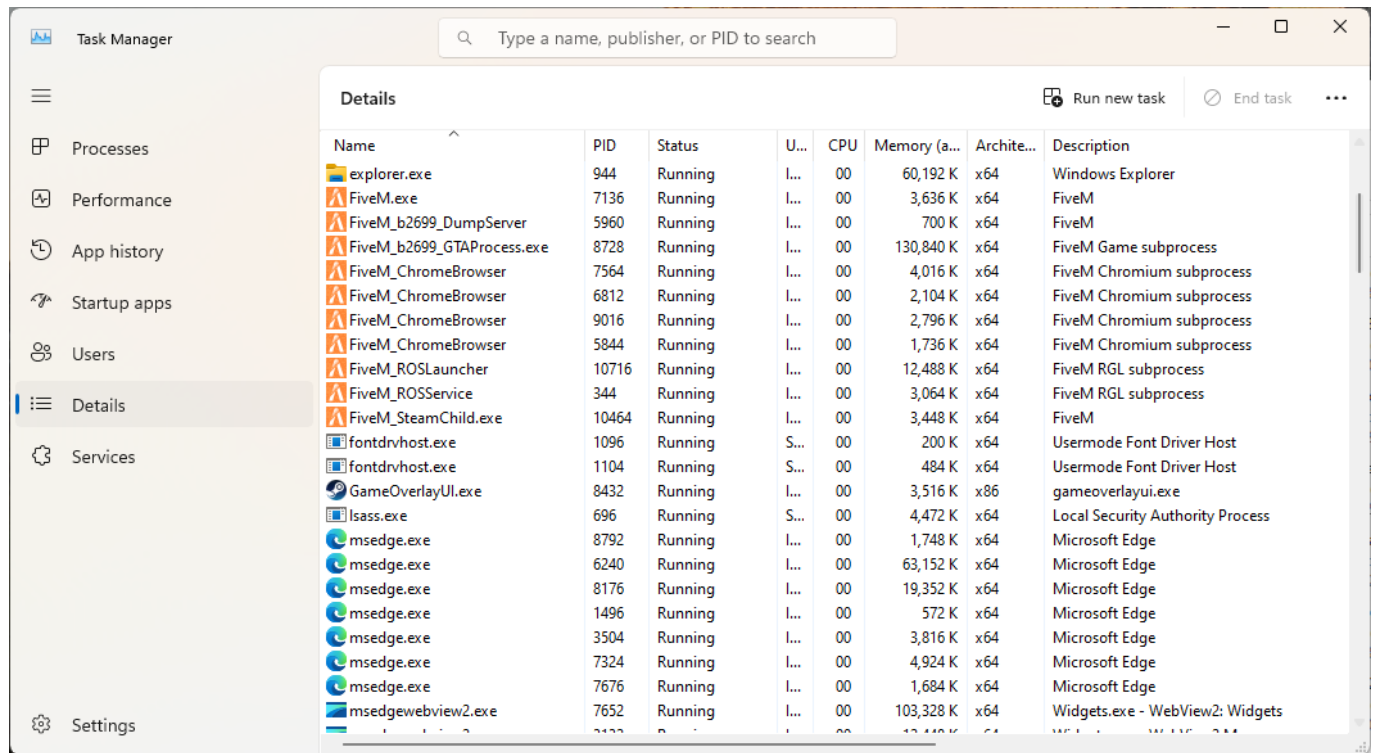 Task Manager
Type a name, publisher, or PID to search
Details
Run new task
End task
Processes
Performance
App history
Startup apps
Users
Details
Services
Settings
Name PID Status U... CPU Memory (a... Archite... Description
explorer.exe 944 Running I... 00 60,192 K x64 Windows Explorer
FiveM.exe 7136 Running I... 00 3,636 K x64 FiveM
FiveM_b2699_DumpServer 5960 Running I... 00 700 K x64 FiveM
FiveM_b2699_GTAProcess.exe 8728 Running I... 00 130,840 K x64 FiveM Game subprocess
FiveM_ChromeBrowser 7564 Running I... 00 4,016 K x64 FiveM Chromium subprocess
FiveM_ChromeBrowser 6812 Running I... 00 2,104 K x64 FiveM Chromium subprocess
FiveM_ChromeBrowser 9016 Running I... 00 2,796 K x64 FiveM Chromium subprocess
FiveM_ChromeBrowser 5844 Running I... 00 1,736 K x64 FiveM Chromium subprocess
FiveM_ROSLauncher 10716 Running I... 00 12,488 K x64 FiveM RGL subprocess
FiveM_ROSService 344 Running I... 00 3,064 K x64 FiveM RGL subprocess
FiveM_SteamChild.exe 10464 Running I... 00 3,448 K x64 FiveM
fontdrvhost.exe 1096 Running S... 00 200 K x64 Usermode Font Driver Host
fontdrvhost.exe 1104 Running S... 00 484 K x64 Usermode Font Driver Host
GameOverlayUI.exe 8432 Running I... 00 3,516 K x86 gameoverlayui.exe
lsass.exe 696 Running S... 00 4,472 K x64 Local Security Authority Process
msedge.exe 8792 Running I... 00 1,748 K x64 Microsoft Edge
msedge.exe 6240 Running I... 00 63,152 K x64 Microsoft Edge
msedge.exe 8176 Running I... 00 19,352 K x64 Microsoft Edge
msedge.exe 1496 Running I... 00 572 K x64 Microsoft Edge
msedge.exe 3504 Running I... 00 3,816 K x64 Microsoft Edge
msedge.exe 7324 Running I... 00 4,924 K x64 Microsoft Edge
msedge.exe 7676 Running I... 00 1,684 K x64 Microsoft Edge
msedgewebview2.exe 7652 Running I... 00 103,328 K x64 Widgets.exe - WebView2: Widgets